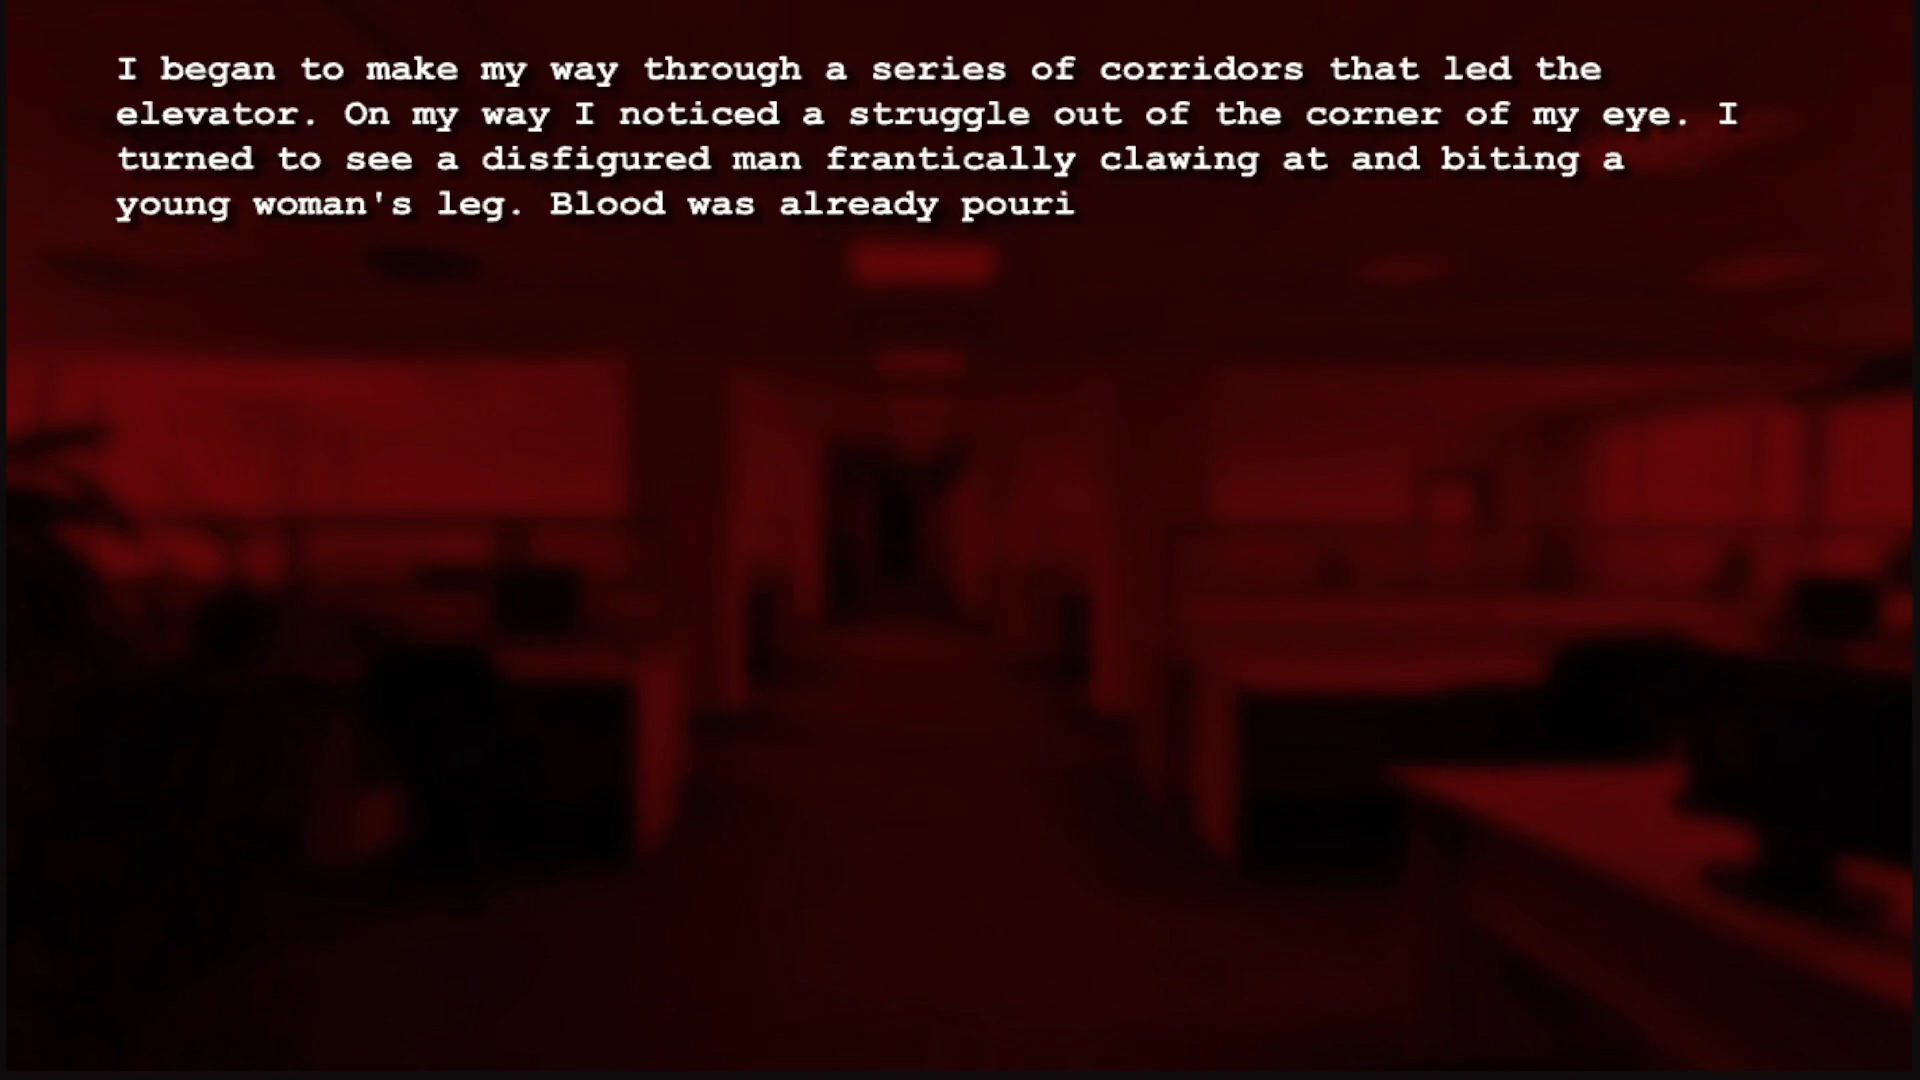 I began to make my way through a series of corridors that led the
elevator. On my way I noticed a struggle out of the corner of my eye. I
turned to see a disfigured man frantically clawing at and biting a
young woman's leg. Blood was already pouri